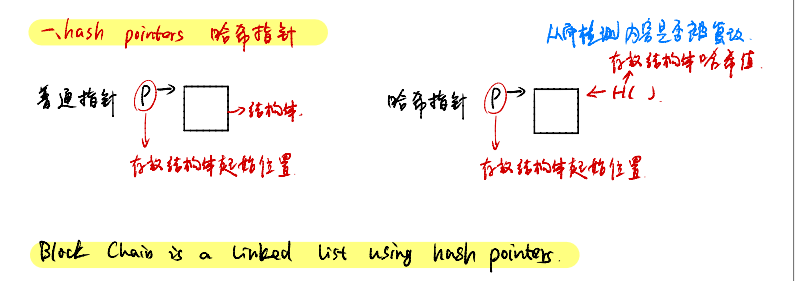 一、hash pointers 哈希指针
从而检测内容是否被篡改.
存放结构体哈希值.
普通指针 P → 结构体.
哈希指针 P → ← H( ).
存放结构体起始位置
存放结构体起始位置
Block Chain is a linked list using hash pointers.